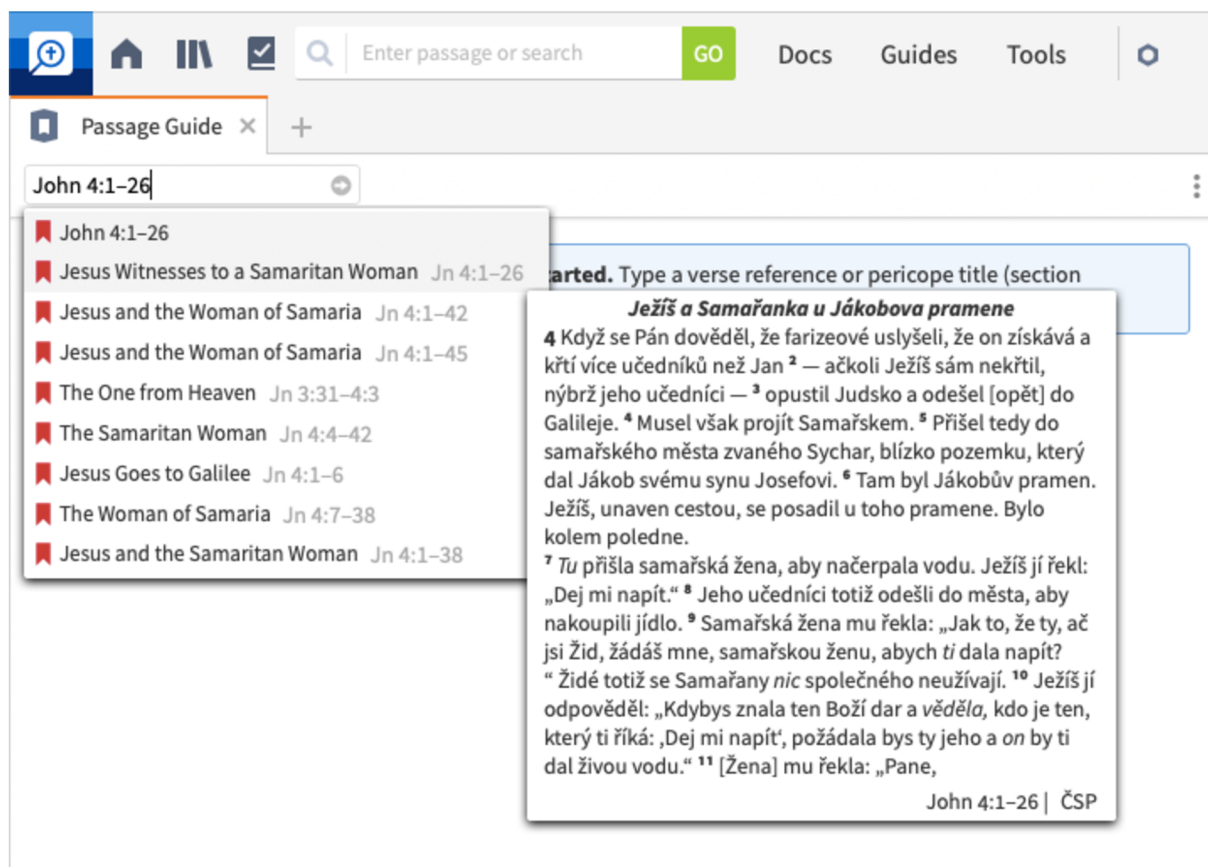 Enter passage or search
GO
Docs
Guides
Tools
Passage Guide
John 4:1–26
John 4:1–26
Jesus Witnesses to a Samaritan Woman Jn 4:1–26
Jesus and the Woman of Samaria Jn 4:1–42
Jesus and the Woman of Samaria Jn 4:1–45
The One from Heaven Jn 3:31–4:3
The Samaritan Woman Jn 4:4–42
Jesus Goes to Galilee Jn 4:1–6
The Woman of Samaria Jn 4:7–38
Jesus and the Samaritan Woman Jn 4:1–38
arted. Type a verse reference or pericope title (section
Ježíš a Samařanka u Jákobova pramene
4 Když se Pán dověděl, že farizeové uslyšeli, že on získává a
křtí více učedníků než Jan ² — ačkoli Ježíš sám nekřtil,
nýbrž jeho učedníci — ³ opustil Judsko a odešel [opět] do
Galileje. ⁴ Musel však projít Samařskem. ⁵ Přišel tedy do
samařského města zvaného Sychar, blízko pozemku, který
dal Jákob svému synu Josefovi. ⁶ Tam byl Jákobův pramen.
Ježíš, unaven cestou, se posadil u toho pramene. Bylo
kolem poledne.
⁷ Tu přišla samařská žena, aby načerpala vodu. Ježíš jí řekl:
„Dej mi napít.“ ⁸ Jeho učedníci totiž odešli do města, aby
nakoupili jídlo. ⁹ Samařská žena mu řekla: „Jak to, že ty, ač
jsi Žid, žádáš mne, samařskou ženu, abych ti dala napít?
“ Židé totiž se Samařany nic společného neužívají. ¹⁰ Ježíš jí
odpověděl: „Kdybys znala ten Boží dar a věděla, kdo je ten,
který ti říká: ‚Dej mi napít‘, požádala bys ty jeho a on by ti
dal živou vodu.“ ¹¹ [Žena] mu řekla: „Pane,
John 4:1–26 | ČSP